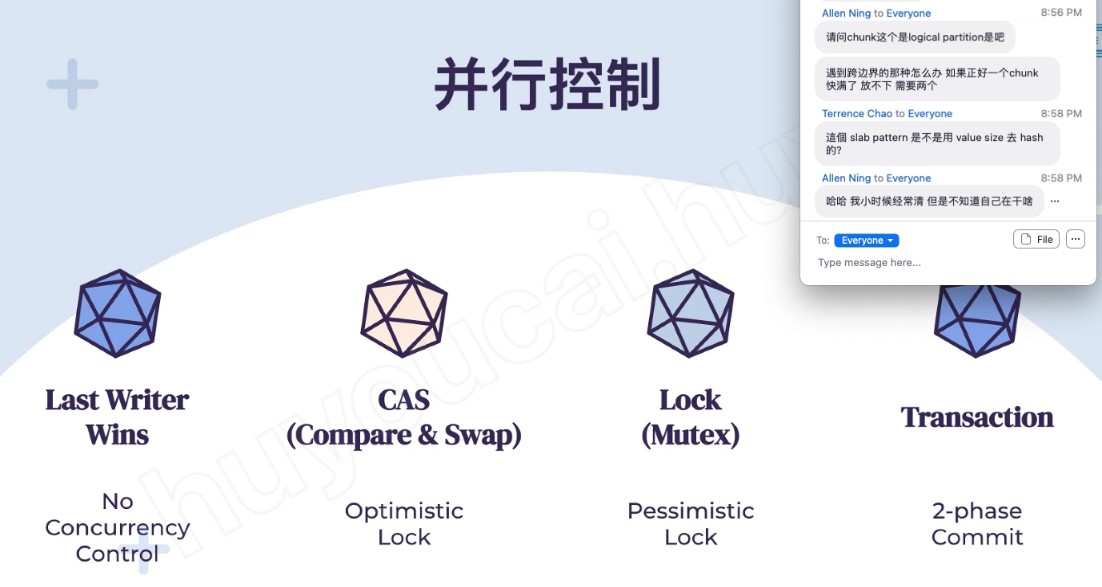 并行控制
Last Writer
Wins
No
Concurrency
Control
CAS
(Compare & Swap)
Optimistic
Lock
Lock
(Mutex)
Pessimistic
Lock
Transaction
2-phase
Commit
Allen Ning to Everyone 8:56 PM
请问chunk这个是logical partition是吧
遇到跨边界的那种怎么办 如果正好一个chunk
快满了 放不下 需要两个
Terrence Chao to Everyone 8:58 PM
這個 slab pattern 是不是用 value size 去 hash
的?
Allen Ning to Everyone 8:58 PM
哈哈 我小时候经常清 但是不知道自己在干啥
To: Everyone File
Type message here...
huyoucai.huy